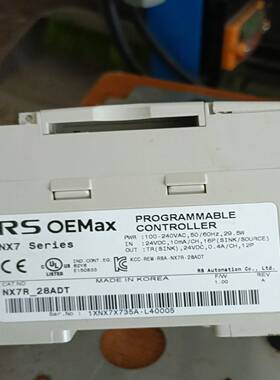 RS OEMax
NX7 Series
PROGRAMMABLE
CONTROLLER
PWR : 100-240VAC, 50/60Hz, 29.5W
IN : 24VDC, 10mA/CH, 16P(SINK/SOURCE)
OUT : TR(SINK), 24VDC, 0.4A/CH, 12P
IND.CONT.EQ.
E150833
KCC-REM-RSA-NX7R-28ADT
CAT NO
MADE IN KOREA
RS Automation Co.,Ltd
NX7R_28ADT
F/W 1.00
REV A
Ser.No. : 1XNX7X735A-L40005